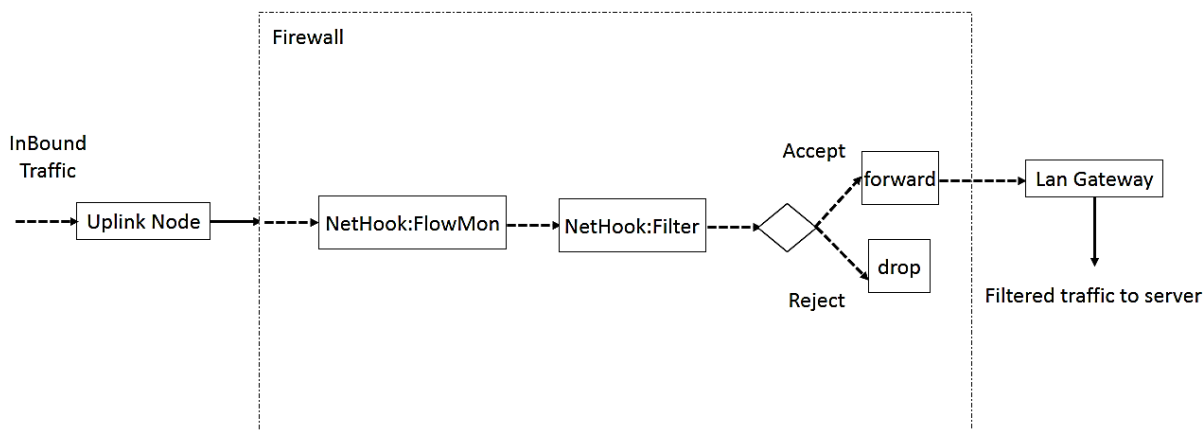 Firewall
InBound
Traffic
Uplink Node
NetHook:FlowMon
NetHook:Filter
Accept
forward
Reject
drop
Lan Gateway
Filtered traffic to server